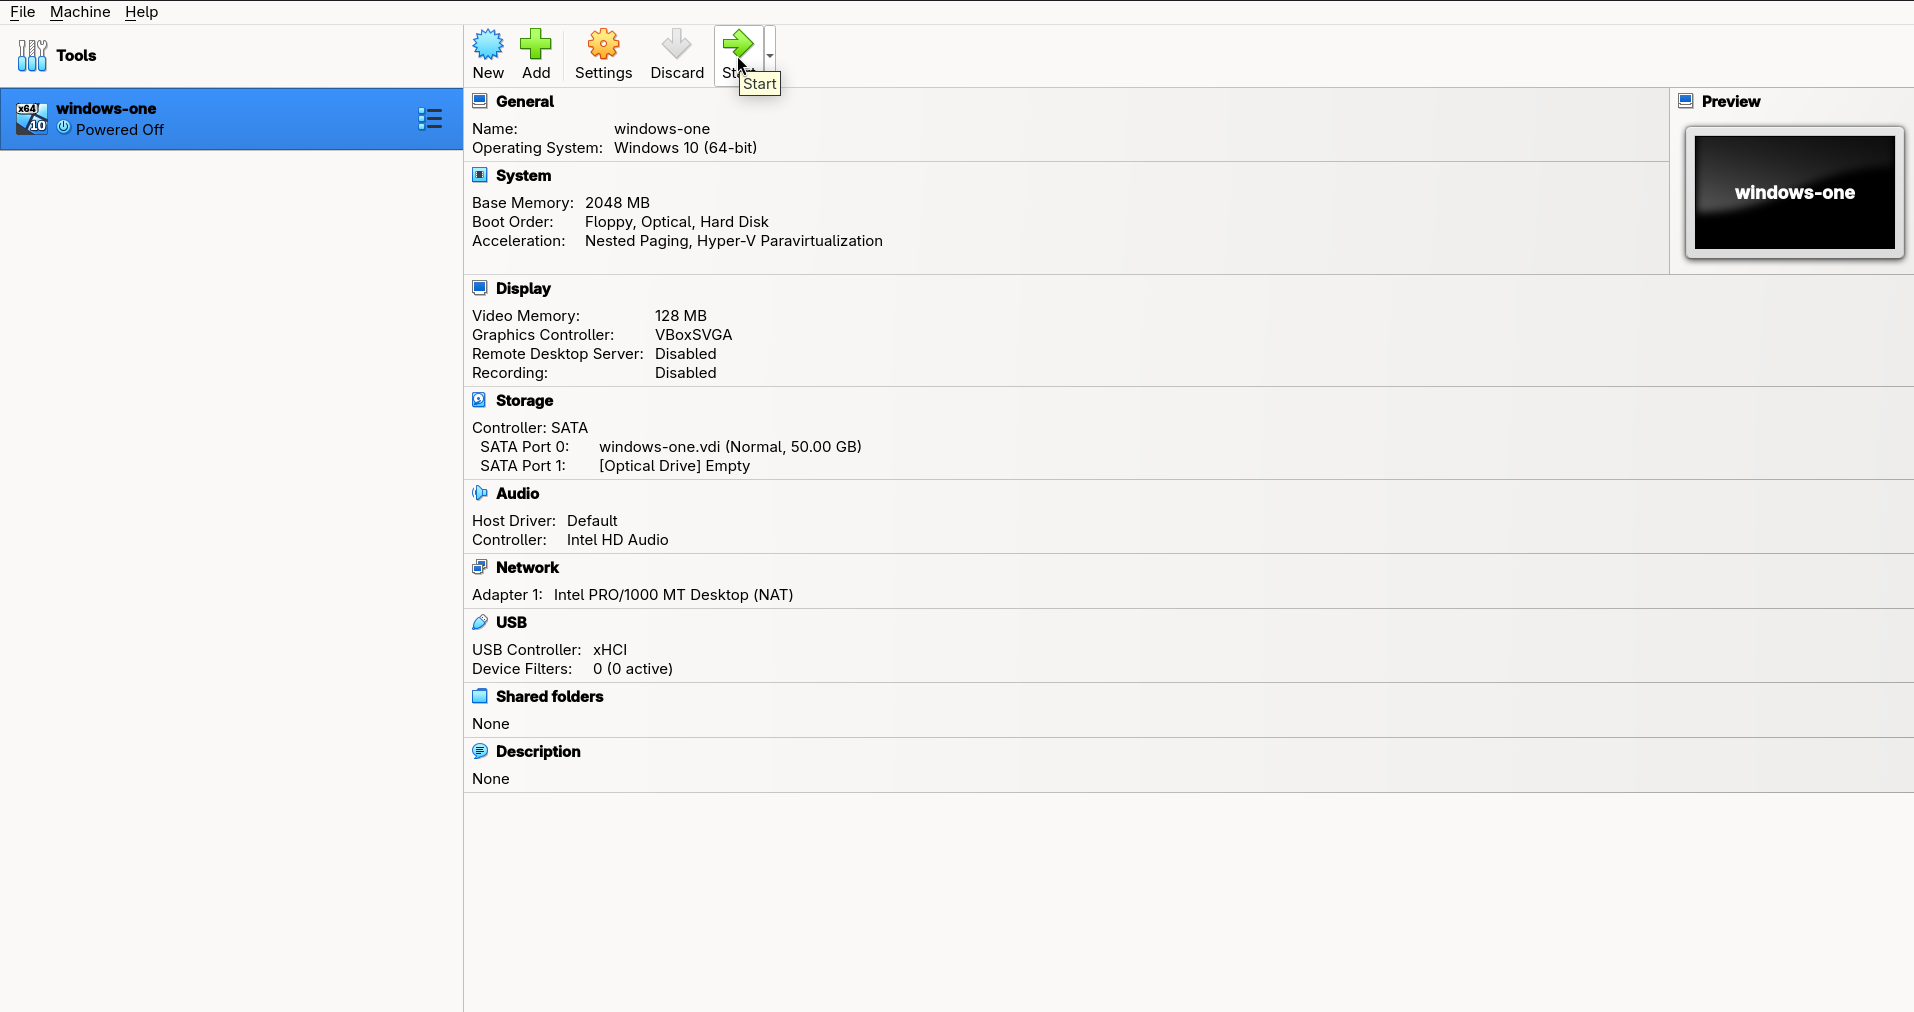 File Machine Help
Tools
New Add Settings Discard Start
Start
x64 windows-one
10 Powered Off
General
Name: windows-one
Operating System: Windows 10 (64-bit)
Preview
windows-one
System
Base Memory: 2048 MB
Boot Order: Floppy, Optical, Hard Disk
Acceleration: Nested Paging, Hyper-V Paravirtualization
Display
Video Memory: 128 MB
Graphics Controller: VBoxSVGA
Remote Desktop Server: Disabled
Recording: Disabled
Storage
Controller: SATA
SATA Port 0: windows-one.vdi (Normal, 50.00 GB)
SATA Port 1: [Optical Drive] Empty
Audio
Host Driver: Default
Controller: Intel HD Audio
Network
Adapter 1: Intel PRO/1000 MT Desktop (NAT)
USB
USB Controller: xHCI
Device Filters: 0 (0 active)
Shared folders
None
Description
None